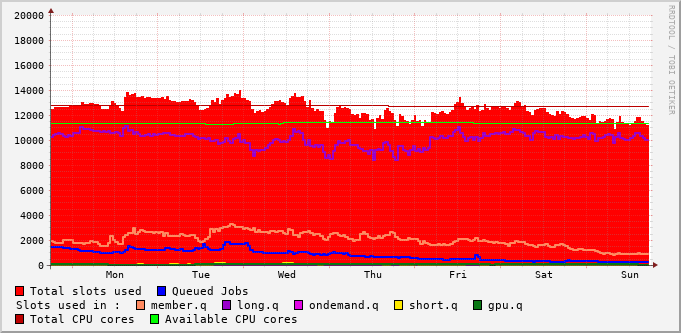 RRDTOOL / TOBI OETIKER
20000
18000
16000
14000
12000
10000
8000
6000
4000
2000
0
Mon Tue Wed Thu Fri Sat Sun
Total slots used Queued Jobs
Slots used in : member.q long.q ondemand.q short.q gpu.q
Total CPU cores Available CPU cores